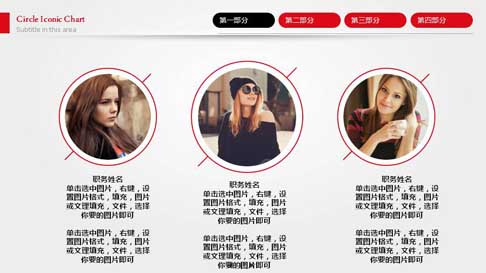 Circle Iconic Chart
Subtitle in this area
第一部分
第二部分
第三部分
第四部分
职务姓名
单击选中图片，右键，设
置图片格式，填充，图片
或文理填充，文件，选择
你要的图片即可
单击选中图片，右键，设
置图片格式，填充，图片
或文理填充，文件，选择
你要的图片即可
职务姓名
单击选中图片，右键，设
置图片格式，填充，图片
或文理填充，文件，选择
你要的图片即可
单击选中图片，右键，设
置图片格式，填充，图片
或文理填充，文件，选择
你要的图片即可
职务姓名
单击选中图片，右键，设
置图片格式，填充，图片
或文理填充，文件，选择
你要的图片即可
单击选中图片，右键，设
置图片格式，填充，图片
或文理填充，文件，选择
你要的图片即可